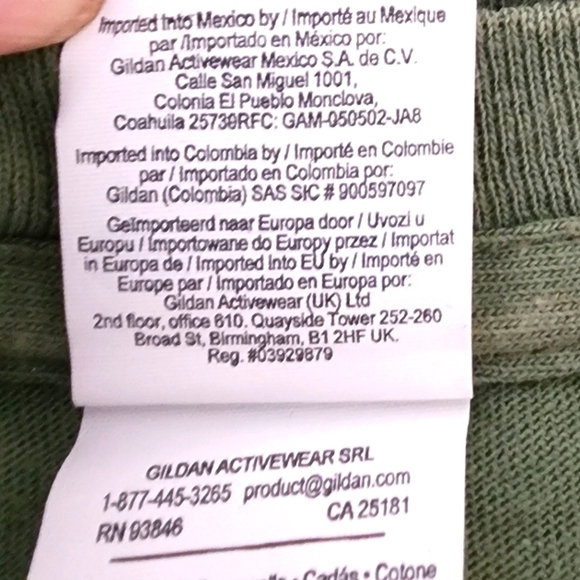 Imported into Mexico by / Importé au Mexique
par /Importado en México por:
Gildan Activewear Mexico S.A. de C.V.
Calle San Miguel 1001,
Colonia El Pueblo Monclova,
Coahuila 25730RFC: GAM-050502-JA8
Imported into Colombia by / Importé en Colombie
par / Importado en Colombia por:
Gildan (Colombia) SAS SIC # 900597097
Geïmporteerd naar Europa door / Uvozi u
Europu / Importowane do Europy przez / Importat
in Europa de / Imported Into EU by / Importé en
Europe par / Importado en Europa por:
Gildan Activewear (UK) Ltd
2nd floor, office 610. Quayside Tower 252-260
Broad St, Birmingham, B1 2HF UK.
Reg. #03929879
GILDAN ACTIVEWEAR SRL
1-877-445-3265 product@gildan.com
RN 93846 CA 25181
Cadás • Cotone